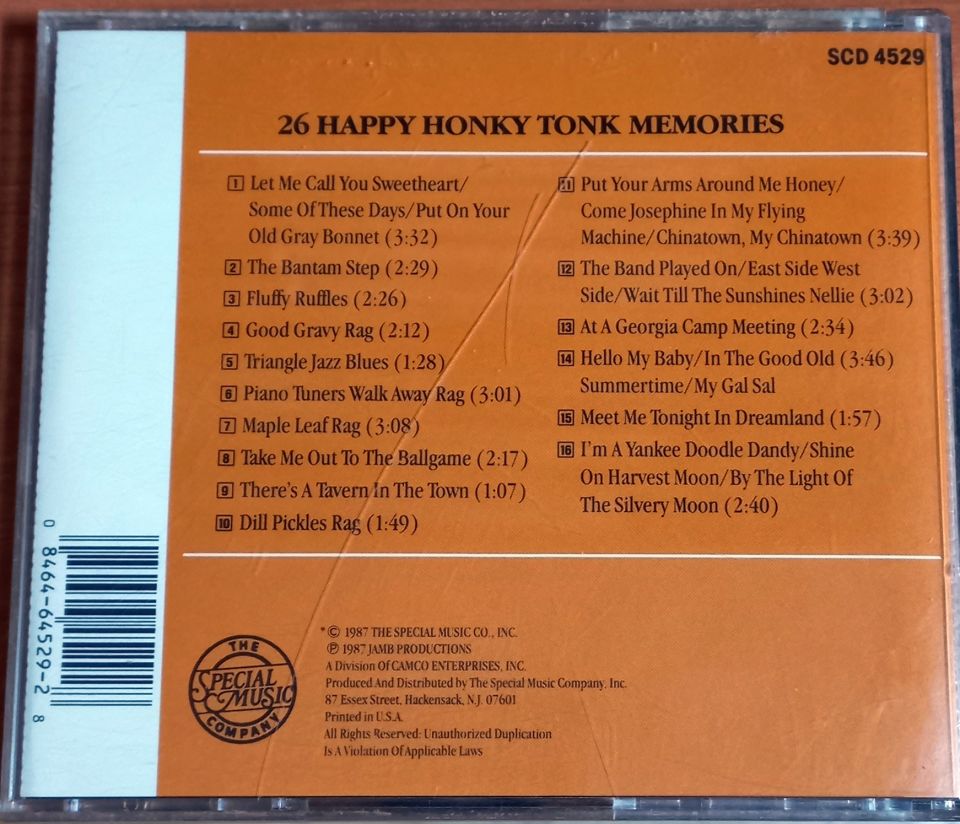 SCD 4529
26 HAPPY HONKY TONK MEMORIES
1 Let Me Call You Sweetheart/
Some Of These Days/Put On Your
Old Gray Bonnet (3:32)
2 The Bantam Step (2:29)
3 Fluffy Ruffles (2:26)
4 Good Gravy Rag (2:12)
5 Triangle Jazz Blues (1:28)
6 Piano Tuners Walk Away Rag (3:01)
7 Maple Leaf Rag (3:08)
8 Take Me Out To The Ballgame (2:17)
9 There's A Tavern In The Town (1:07)
10 Dill Pickles Rag (1:49)
11 Put Your Arms Around Me Honey/
Come Josephine In My Flying
Machine/Chinatown, My Chinatown (3:39)
12 The Band Played On/East Side West
Side/Wait Till The Sunshines Nellie (3:02)
13 At A Georgia Camp Meeting (2:34)
14 Hello My Baby/In The Good Old (3:46)
Summertime/My Gal Sal
15 Meet Me Tonight In Dreamland (1:57)
16 I'm A Yankee Doodle Dandy/Shine
On Harvest Moon/By The Light Of
The Silvery Moon (2:40)
0 8464-64529-2 8
THE
SPECIAL
MUSIC
COMPANY
*© 1987 THE SPECIAL MUSIC CO., INC.
℗ 1987 JAMB PRODUCTIONS
A Division Of CAMCO ENTERPRISES, INC.
Produced And Distributed by The Special Music Company, Inc.
87 Essex Street, Hackensack, N.J. 07601
Printed in U.S.A.
All Rights Reserved: Unauthorized Duplication
Is A Violation Of Applicable Laws